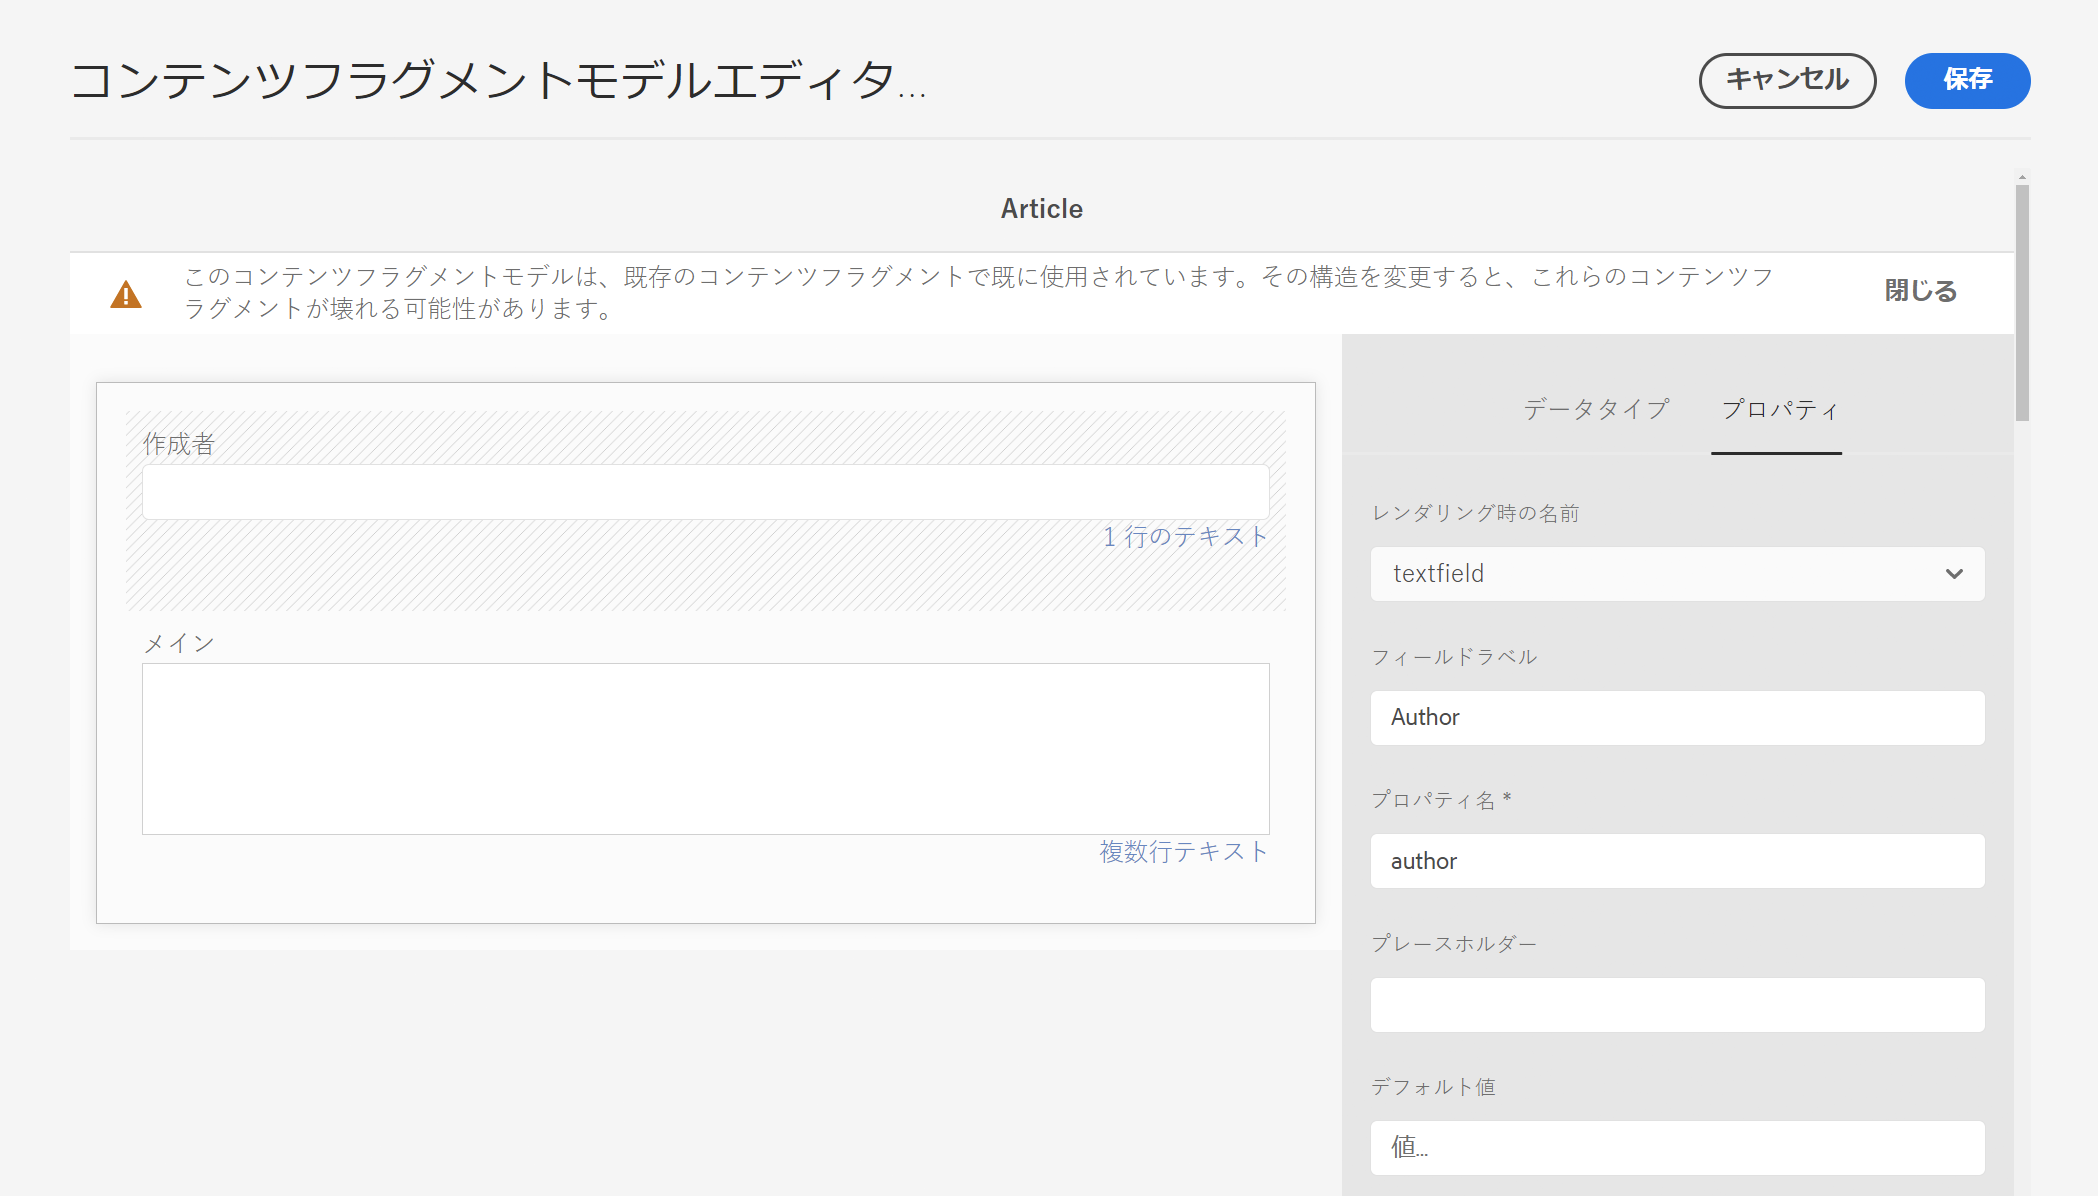 コンテンツフラグメントモデルエディタ...
キャンセル
保存
Article
このコンテンツフラグメントモデルは、既存のコンテンツフラグメントで既に使用されています。その構造を変更すると、これらのコンテンツフ
ラグメントが壊れる可能性があります。
閉じる
作成者
1 行のテキスト
メイン
複数行テキスト
データタイプ
プロパティ
レンダリング時の名前
textfield
フィールドラベル
Author
プロパティ名 *
author
プレースホルダー
デフォルト値
値...